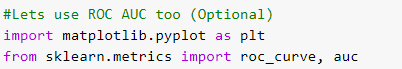 #Lets use ROC AUC too (Optional)
import matplotlib.pyplot as plt
from sklearn.metrics import roc_curve, auc